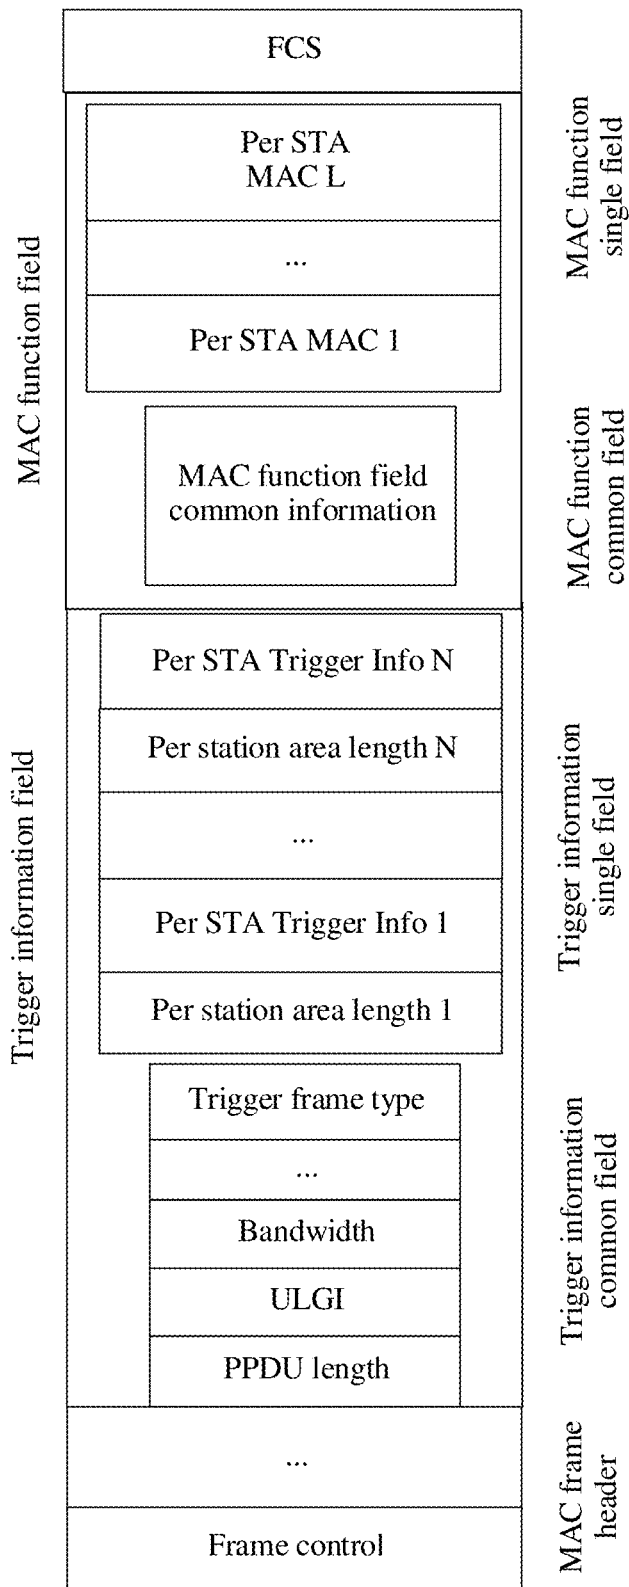 FCS
MAC function field
Per STA
MAC L
...
Per STA MAC 1
MAC function
single field
MAC function field
common information
MAC function
common field
Trigger information field
Per STA Trigger Info N
Per station area length N
...
Per STA Trigger Info 1
Per station area length 1
Trigger information
single field
Trigger frame type
...
Bandwidth
ULGI
PPDU length
Trigger information
common field
...
Frame control
MAC frame
header